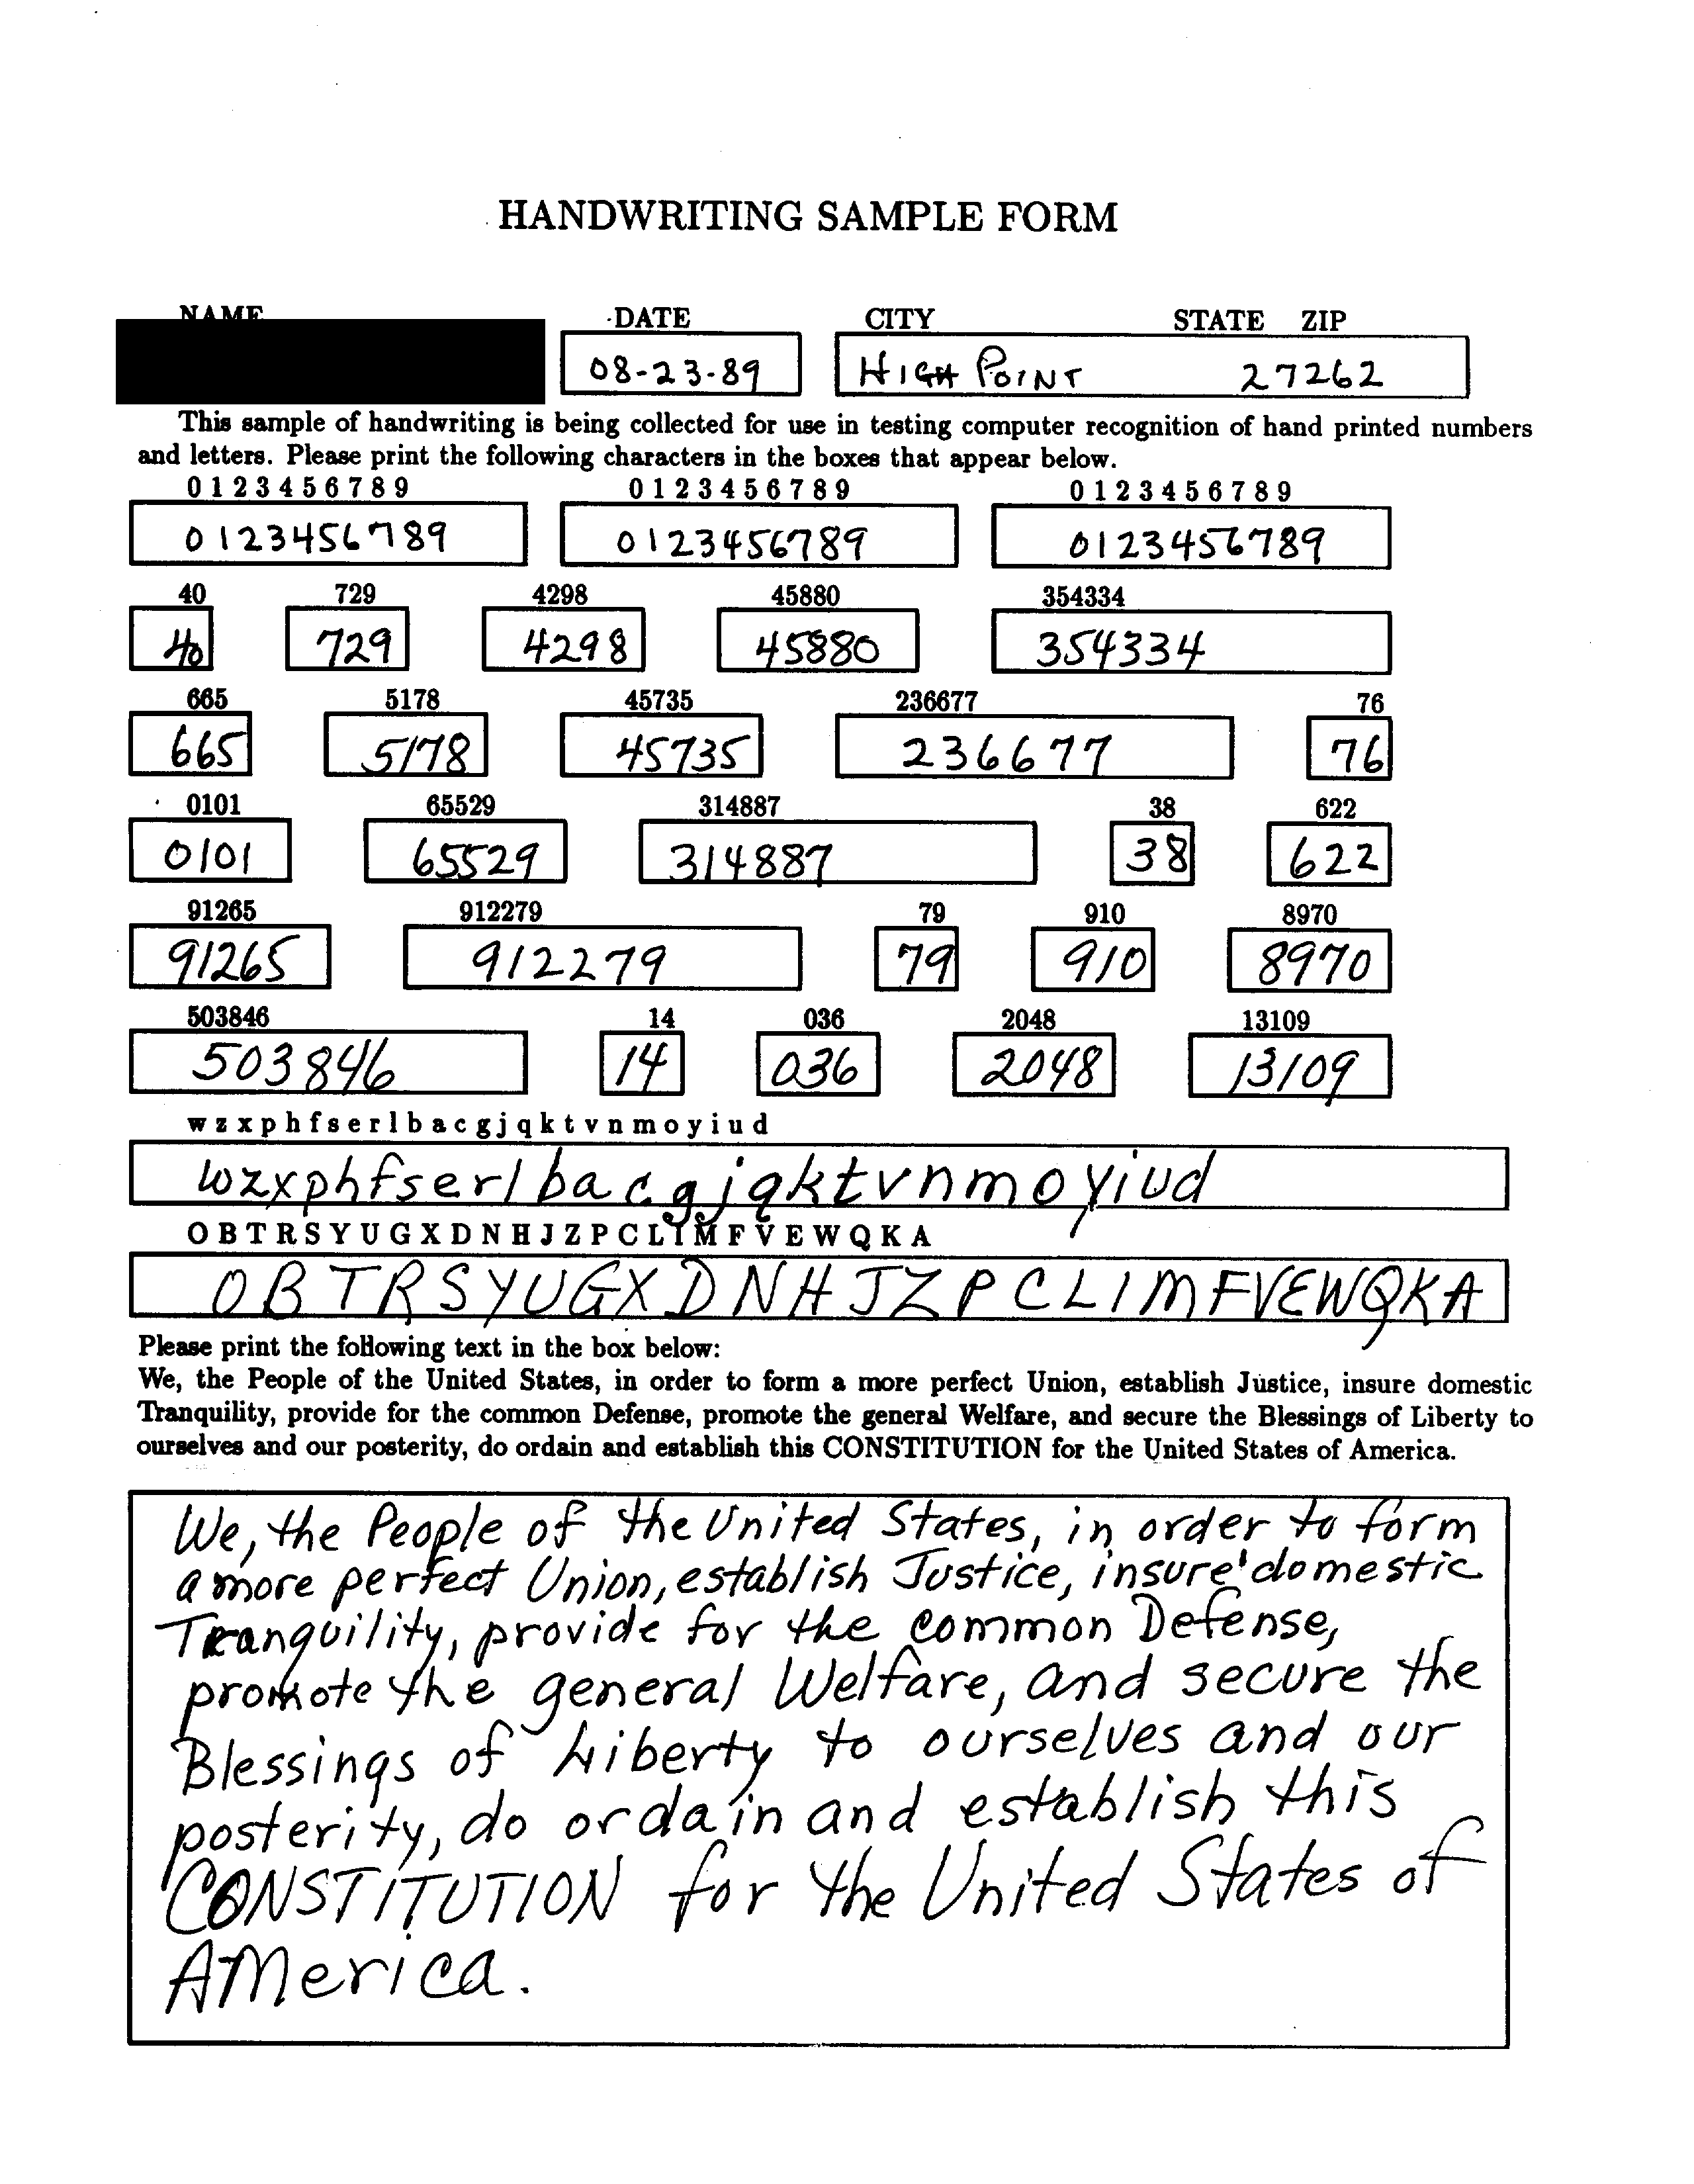 HANDWRITING SAMPLE FORM
NAME DATE CITY STATE ZIP
08-23-89 HIGH POINT 27262
This sample of handwriting is being collected for use in testing computer recognition of hand printed numbers
and letters. Please print the following characters in the boxes that appear below.
0 1 2 3 4 5 6 7 8 9 0 1 2 3 4 5 6 7 8 9 0 1 2 3 4 5 6 7 8 9
0123456789 0123456789 0123456789
40 729 4298 45880 354334
40 729 4298 45880 354334
665 5178 45735 236677 76
665 5178 45735 236677 76
0101 65529 314887 38 622
0101 65529 314887 38 622
91265 912279 79 910 8970
91265 912279 79 910 8970
503846 14 036 2048 13109
503846 14 036 2048 13109
w z x p h f s e r l b a c g j q k t v n m o y i u d
wzxphfserlbacgjqktvnmoyiud
O B T R S Y U G X D N H J Z P C L I M F V E W Q K A
OBTRSYUGXDNHJZPCLIMFVEWQKA
Please print the following text in the box below:
We, the People of the United States, in order to form a more perfect Union, establish Justice, insure domestic
Tranquility, provide for the common Defense, promote the general Welfare, and secure the Blessings of Liberty to
ourselves and our posterity, do ordain and establish this CONSTITUTION for the United States of America.
We, the People of the United States, in order to form
a more perfect Union, establish Justice, insure domestic
Tranquility, provide for the common Defense,
promote the general Welfare, and secure the
Blessings of Liberty to ourselves and our
posterity, do ordain and establish this
CONSTITUTION for the United States of
America.